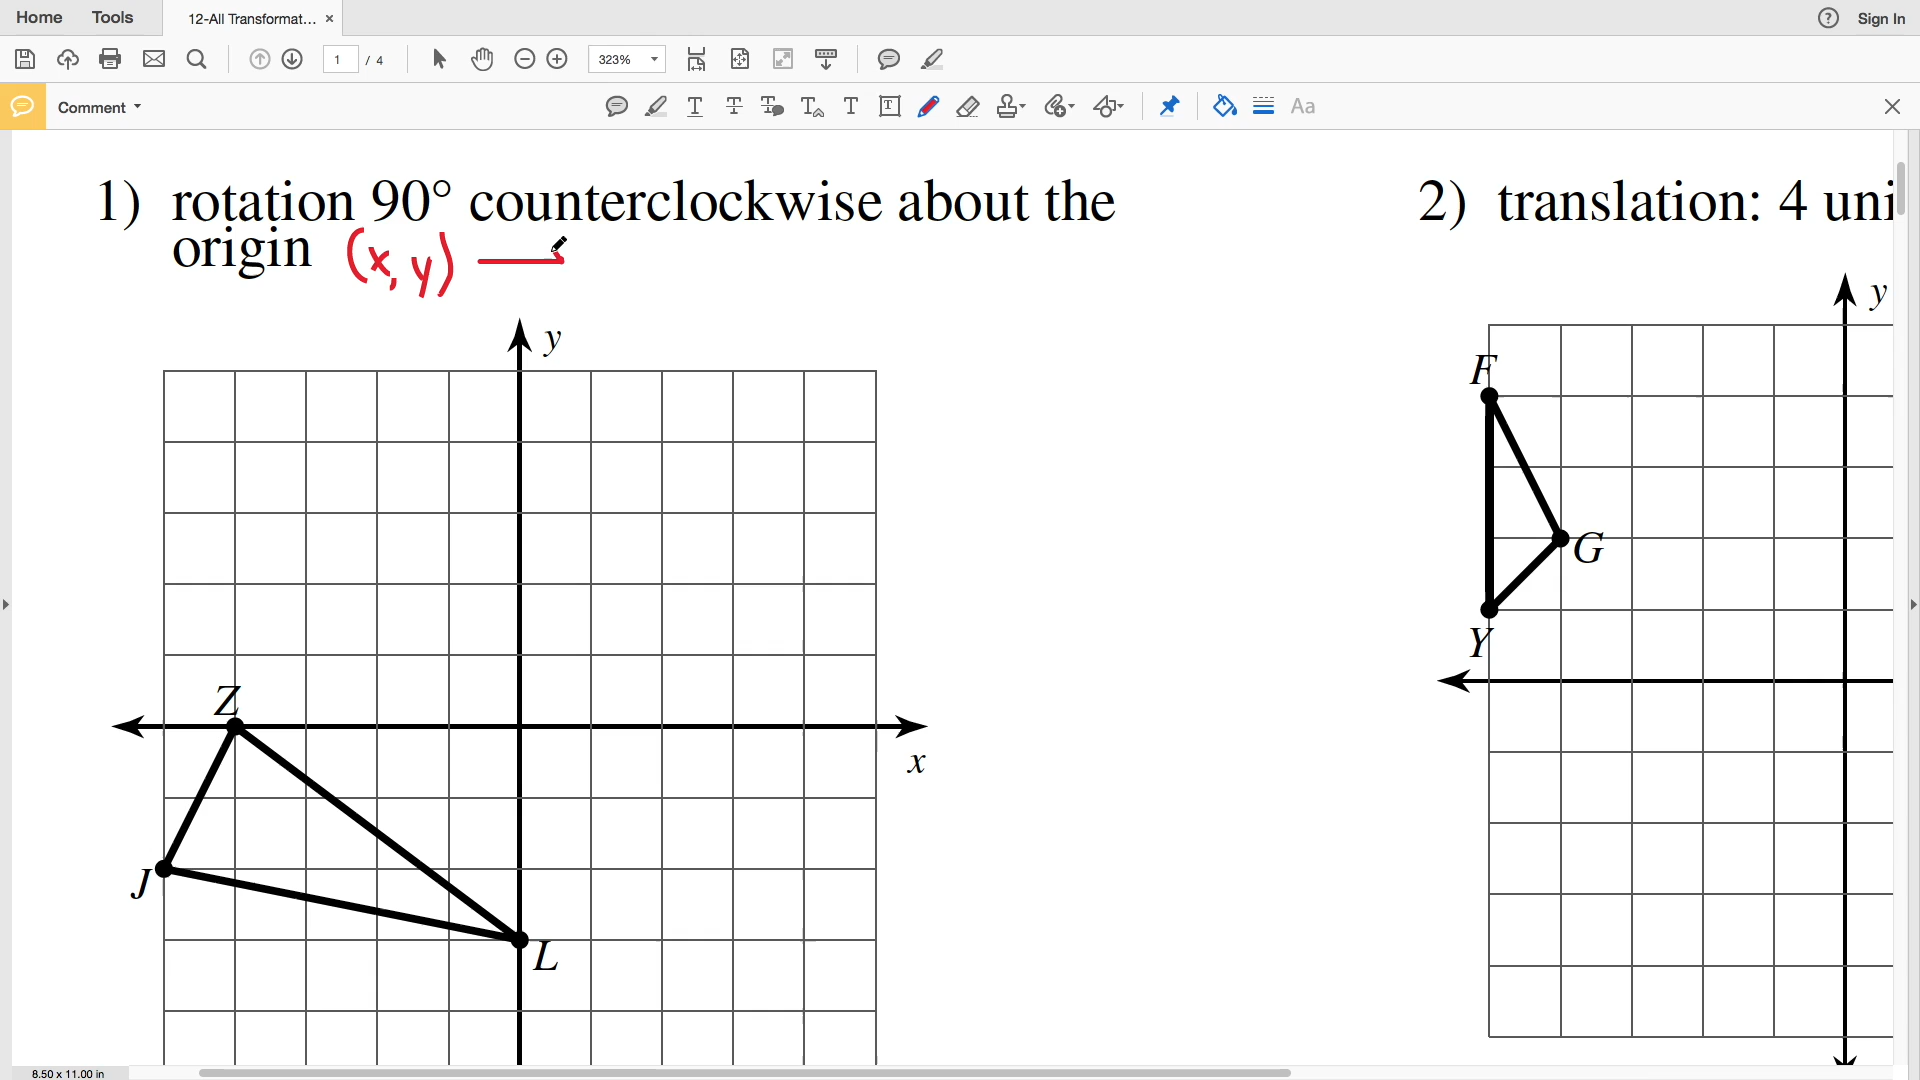 Home Tools 12-All Transformat... × ? Sign In
1 / 4 323%
Comment T T T T T T Aa
1) rotation 90° counterclockwise about the
origin (x, y)
2) translation: 4 uni
y
x
Z
J
L
y
F
G
Y
8.50 x 11.00 in